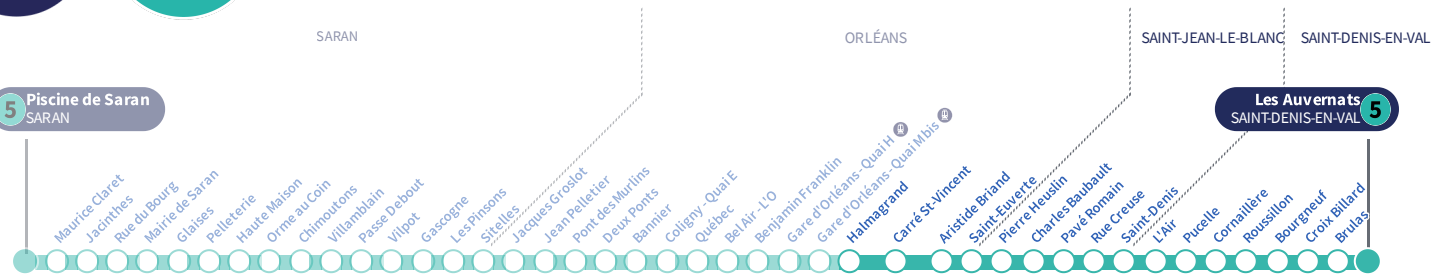 SARAN
ORLÉANS
SAINT-JEAN-LE-BLANC
SAINT-DENIS-EN-VAL
5
Piscine de Saran
SARAN
Les Auvernats
SAINT-DENIS-EN-VAL
5
Maurice Claret
Jacinthes
Rue du Bourg
Mairie de Saran
Glaises
Pelleterie
Haute Maison
Orme au Coin
Chimoutons
Villamblain
Passe Debout
Vilpot
Gascogne
Les Pinsons
Sitelles
Jacques Groslot
Jean Pelletier
Pont des Murlins
Deux Ponts
Bannier
Coligny - Quai E
Québec
Bel Air - L'O
Benjamin Franklin
Gare d'Orléans - Quai H
Gare d'Orléans - Quai Mbis
Halmagrand
Carré St-Vincent
Aristide Briand
Saint-Euverte
Pierre Heuslin
Charles Baubault
Pavé Romain
Rue Creuse
Saint-Denis
L'Air
Pucelle
Cornaillère
Roussillon
Bourgneuf
Croix Billard
Brulas